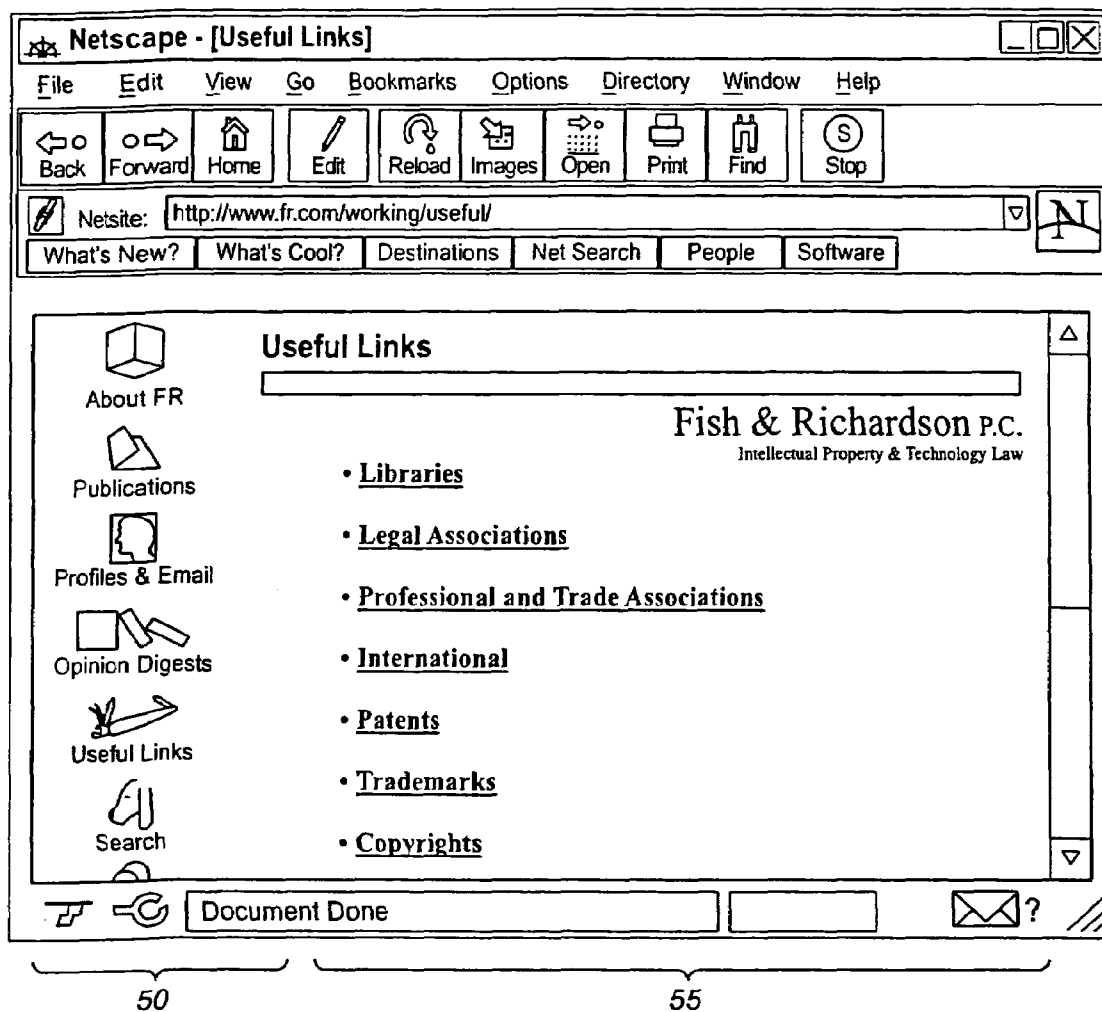 Netscape - [Useful Links]
File Edit View Go Bookmarks Options Directory Window Help
Back Forward Home Edit Reload Images Open Print Find Stop
S
Netsite: http://www.fr.com/working/useful/
N
What's New? What's Cool? Destinations Net Search People Software
Useful Links
Fish & Richardson P.C.
Intellectual Property & Technology Law
About FR
Publications
Profiles & Email
Opinion Digests
Useful Links
Search
• Libraries
• Legal Associations
• Professional and Trade Associations
• International
• Patents
• Trademarks
• Copyrights
Document Done
?
50 55